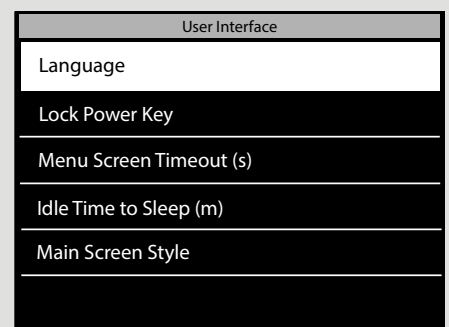 User Interface
Language
Lock Power Key
Menu Screen Timeout (s)
Idle Time to Sleep (m)
Main Screen Style